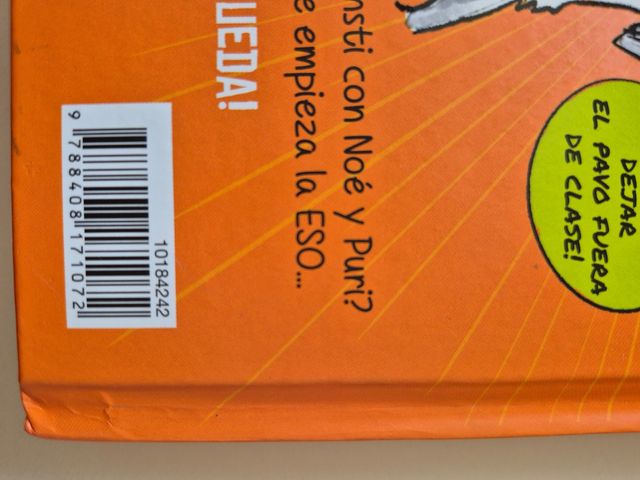 UEDA!
nsti con Noé y Puri?
e empieza la ESO...
DEJAR
EL PAVO FUERA
DE CLASE!
10184242
9 788408 171072